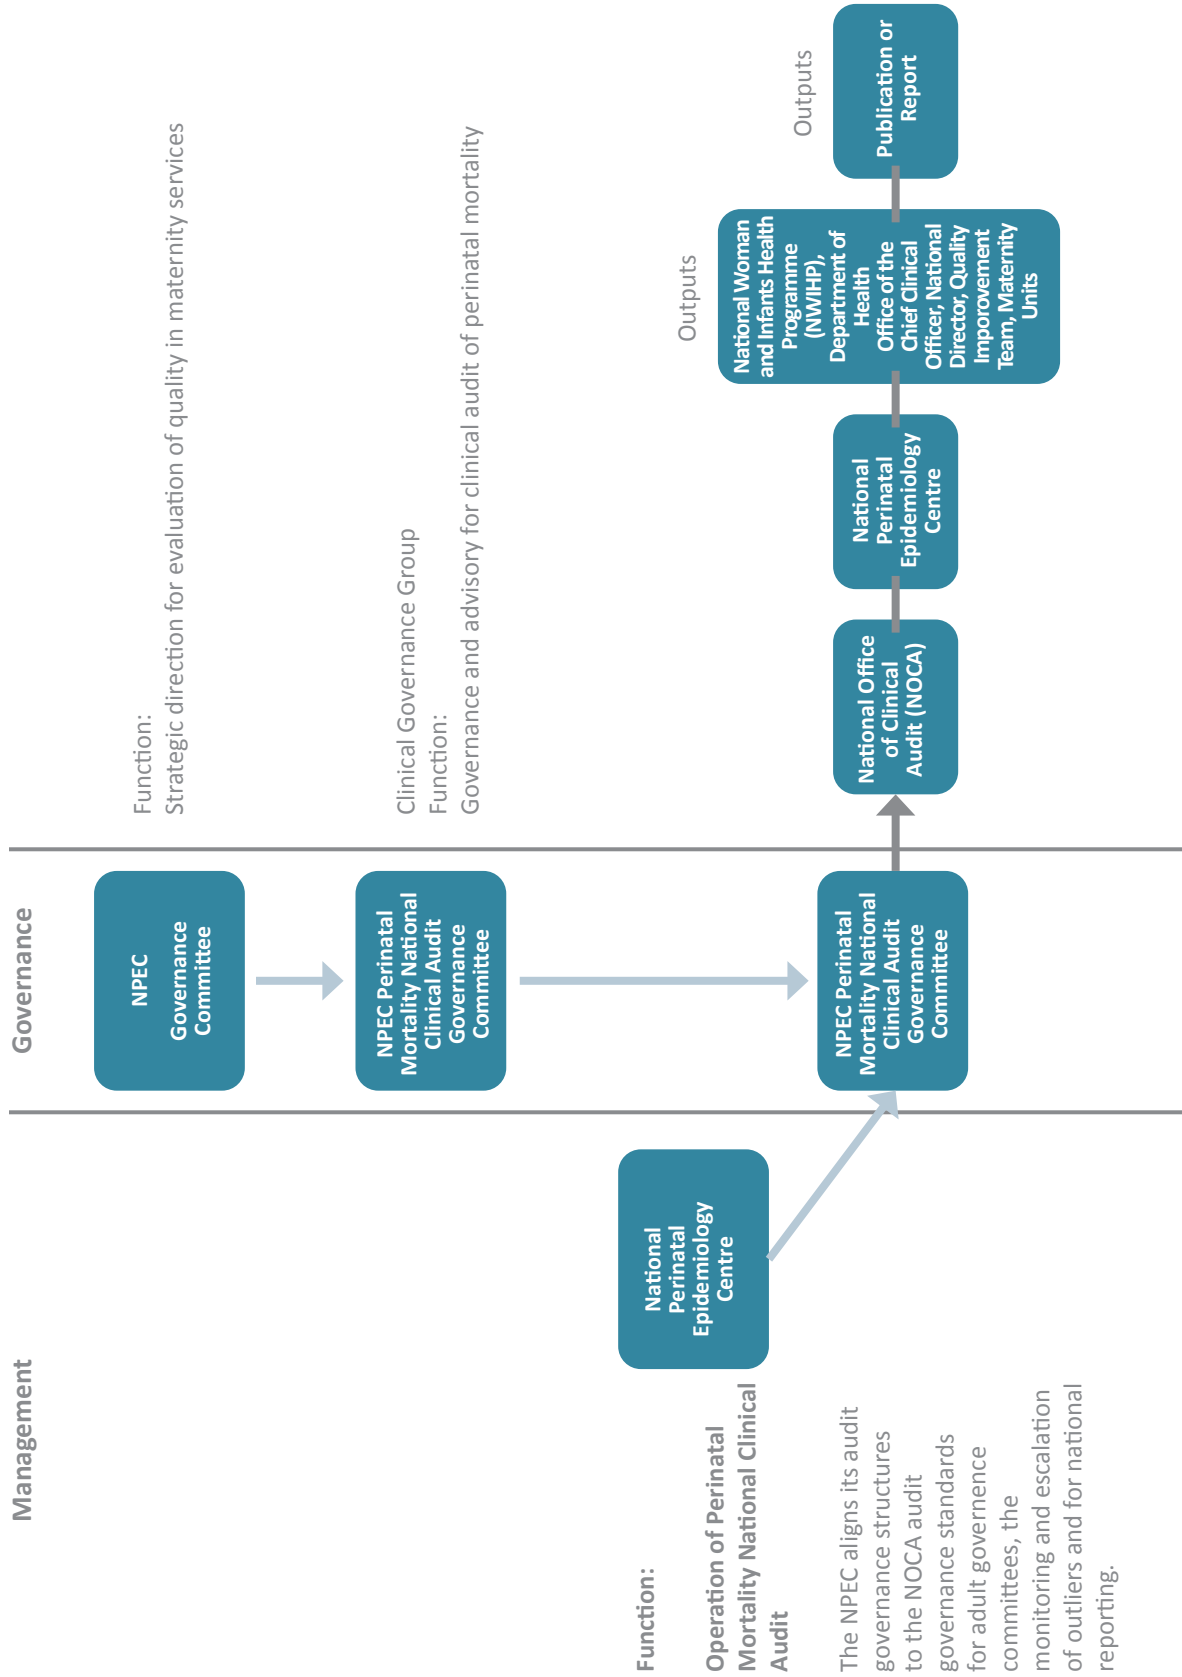 Management
Governance
NPEC
Governance
Committee
Function:
Strategic direction for evaluation of quality in maternity services
NPEC Perinatal
Mortality National
Clinical Audit
Governance
Committee
Clinical Governance Group
Function:
Governance and advisory for clinical audit of perinatal mortality
Function:
Operation of Perinatal
Mortality National Clinical
Audit
The NPEC aligns its audit
governance structures
to the NOCA audit
governance standards
for adult governence
committees, the
monitoring and escalation
of outliers and for national
reporting.
National
Perinatal
Epidemiology
Centre
NPEC Perinatal
Mortality National
Clinical Audit
Governance
Committee
National Office
of Clinical
Audit (NOCA)
National
Perinatal
Epidemiology
Centre
Outputs
National Woman
and Infants Health
Programme
(NWIHP),
Department of
Health
Office of the
Chief Clinical
Officer, National
Director, Quality
Imporovement
Team, Maternity
Units
Outputs
Publication or
Report